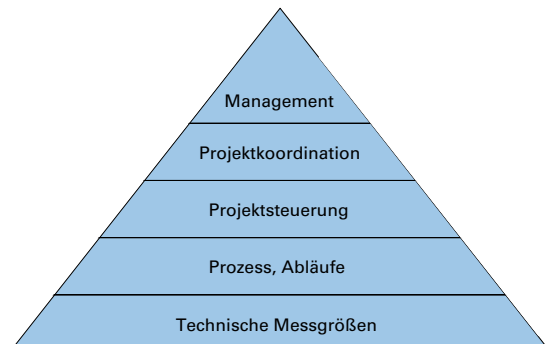 Management
Projektkoordination
Projektsteuerung
Prozess, Abläufe
Technische Messgrößen